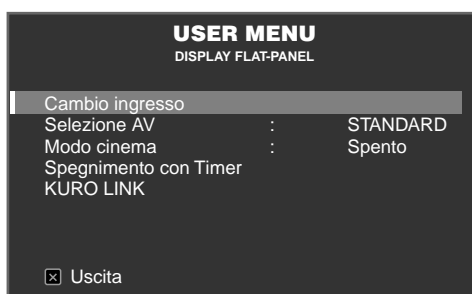 USER MENU
DISPLAY FLAT-PANEL
Cambio ingresso
Selezione AV : STANDARD
Modo cinema : Spento
Spegnimento con Timer
KURO LINK
Uscita